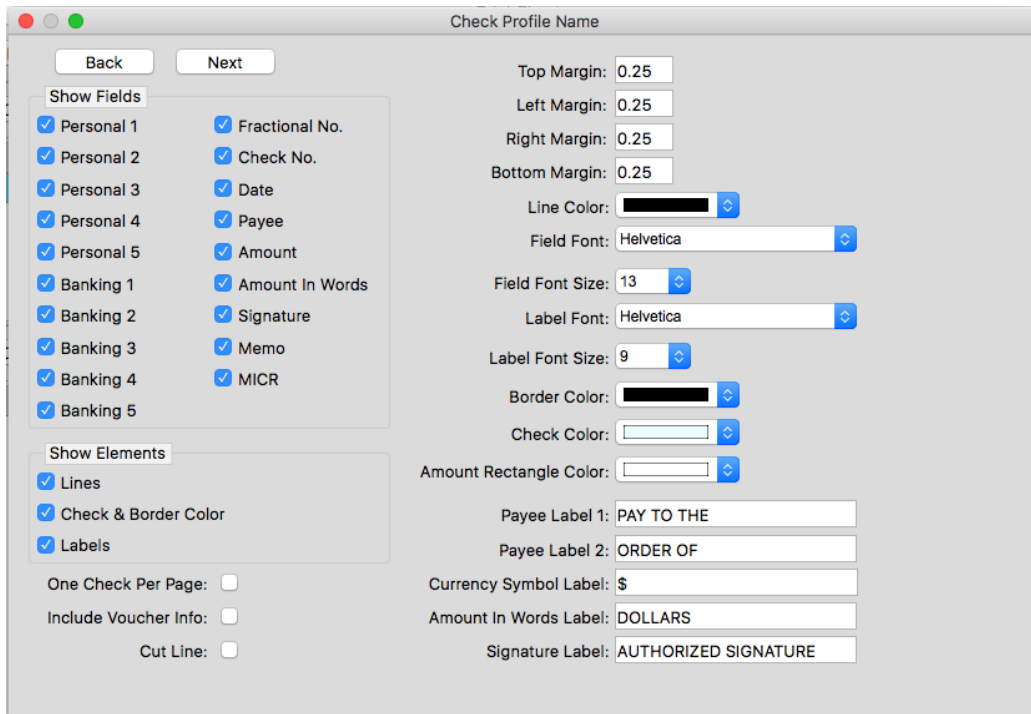 Check Profile Name
Back Next
Show Fields
Personal 1
Personal 2
Personal 3
Personal 4
Personal 5
Banking 1
Banking 2
Banking 3
Banking 4
Banking 5
Fractional No.
Check No.
Date
Payee
Amount
Amount In Words
Signature
Memo
MICR
Show Elements
Lines
Check & Border Color
Labels
One Check Per Page:
Include Voucher Info:
Cut Line:
Top Margin: 0.25
Left Margin: 0.25
Right Margin: 0.25
Bottom Margin: 0.25
Line Color:
Field Font: Helvetica
Field Font Size: 13
Label Font: Helvetica
Label Font Size: 9
Border Color:
Check Color:
Amount Rectangle Color:
Payee Label 1: PAY TO THE
Payee Label 2: ORDER OF
Currency Symbol Label: $
Amount In Words Label: DOLLARS
Signature Label: AUTHORIZED SIGNATURE